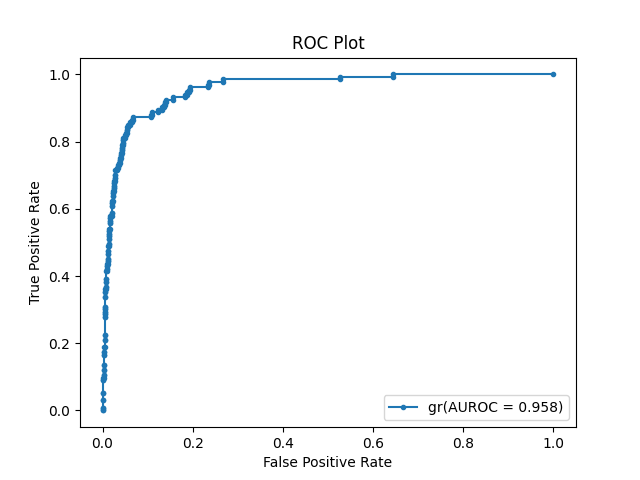 ROC Plot
True Positive Rate
1.0
0.8
0.6
0.4
0.2
0.0
gr(AUROC = 0.958)
0.0 0.2 0.4 0.6 0.8 1.0
False Positive Rate